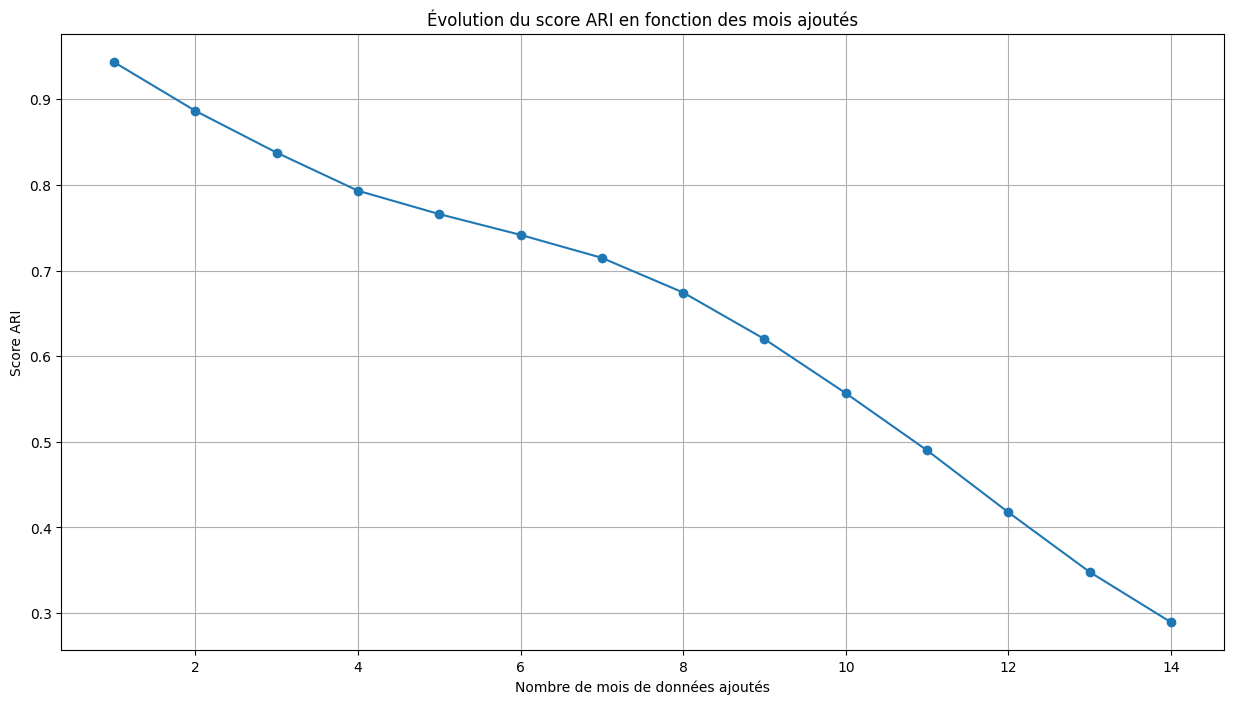 Évolution du score ARI en fonction des mois ajoutés
Score ARI
0.9
0.8
0.7
0.6
0.5
0.4
0.3
2 4 6 8 10 12 14
Nombre de mois de données ajoutés